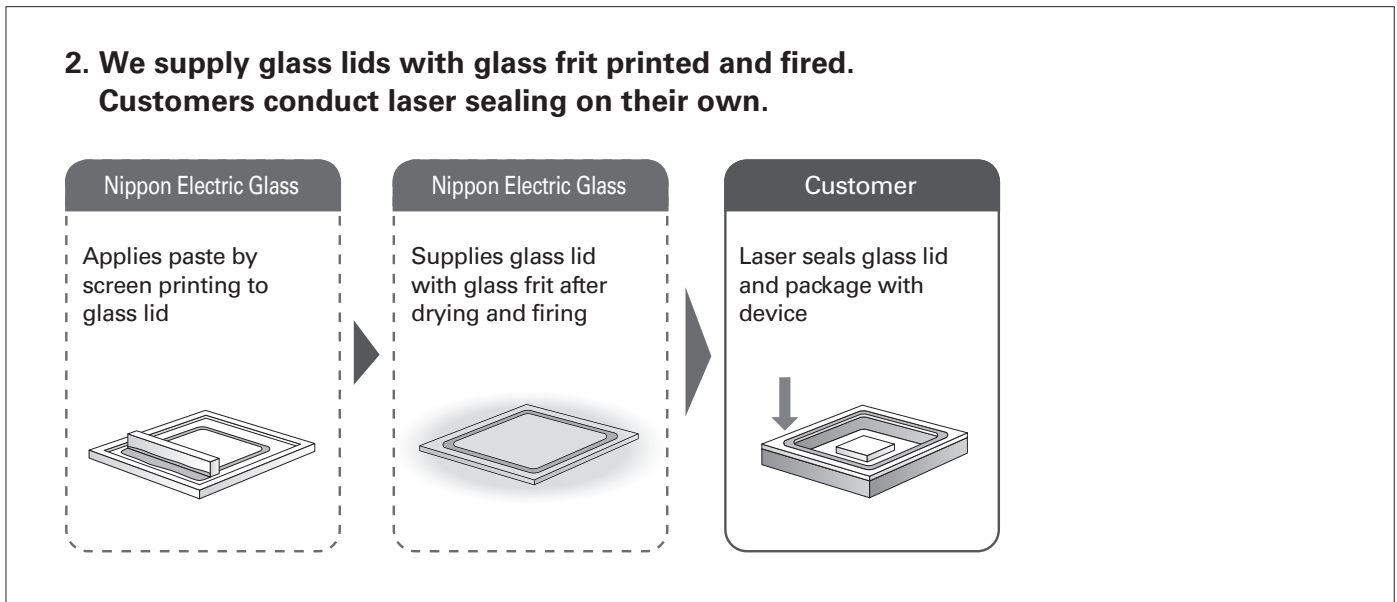 2. We supply glass lids with glass frit printed and fired.
Customers conduct laser sealing on their own.
Nippon Electric Glass
Applies paste by
screen printing to
glass lid
Nippon Electric Glass
Supplies glass lid
with glass frit after
drying and firing
Customer
Laser seals glass lid
and package with
device